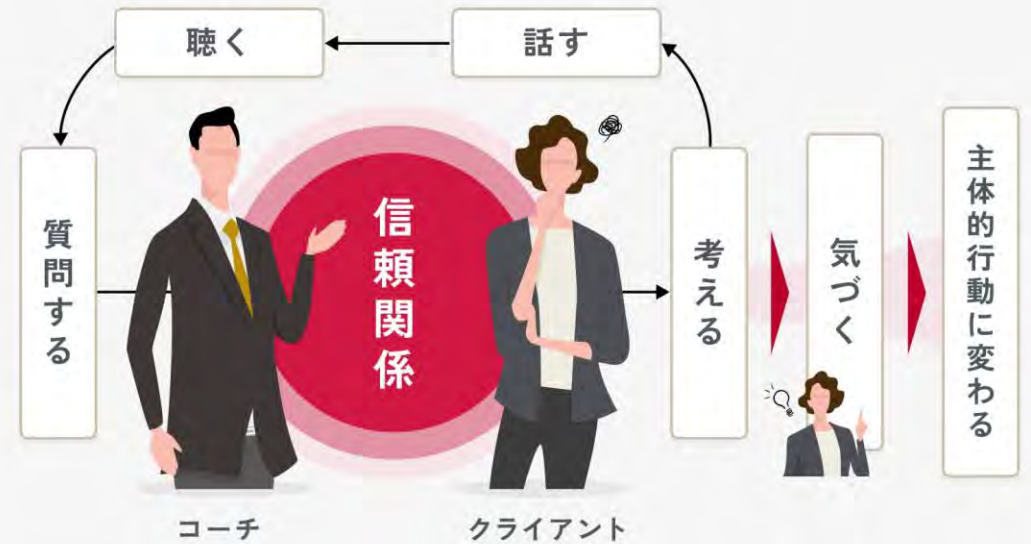 聴く
話す
質問する
信頼関係
考える
気づく
主体的行動に変わる
コーチ
クライアント